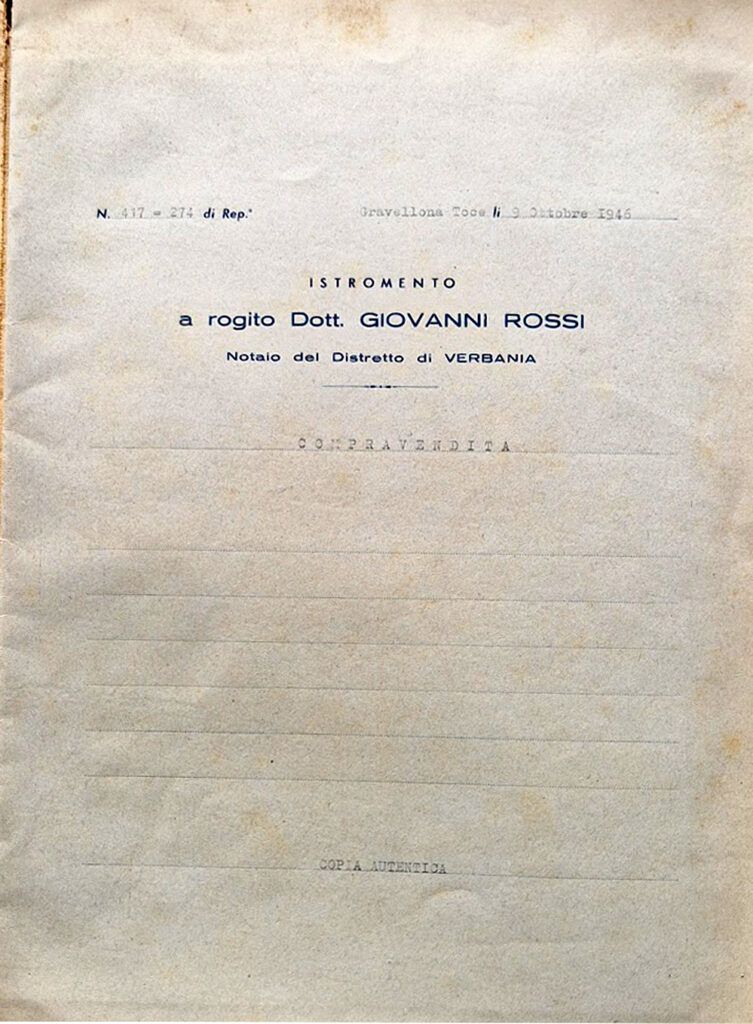 N. 417 = 274 di Rep.° Gravellona Toce li 9 Ottobre 1946
ISTROMENTO
a rogito Dott. GIOVANNI ROSSI
Notaio del Distretto di VERBANIA
COMPRAVENDITA
COPIA AUTENTICA